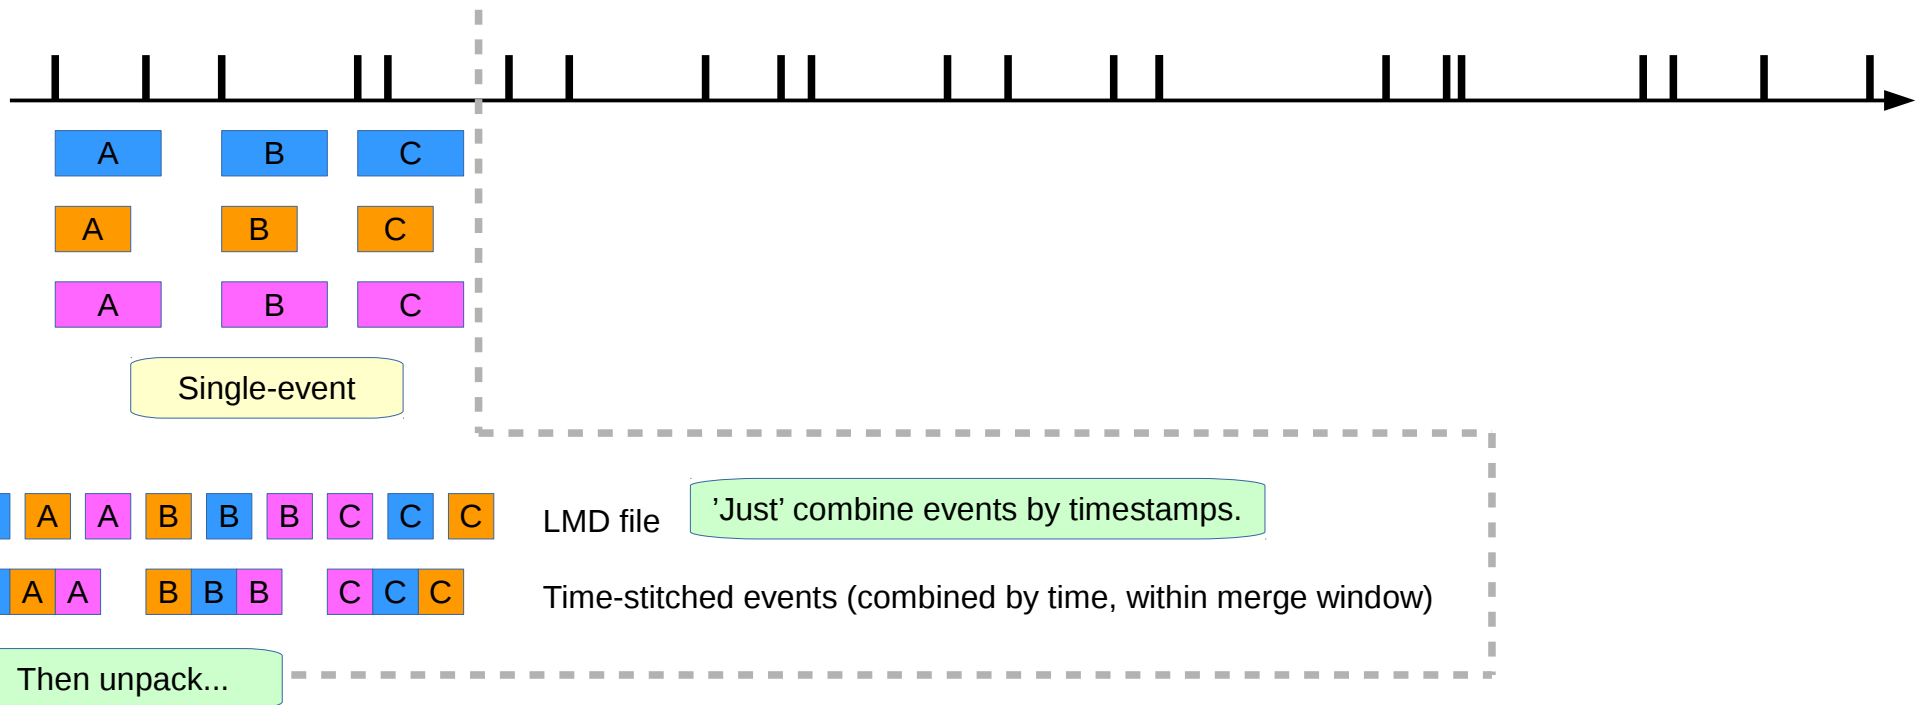 A B C
A B C
A B C
Single-event
A A B B B C C C
LMD file
’Just’ combine events by timestamps.
A A B B B C C C
Time-stitched events (combined by time, within merge window)
Then unpack...